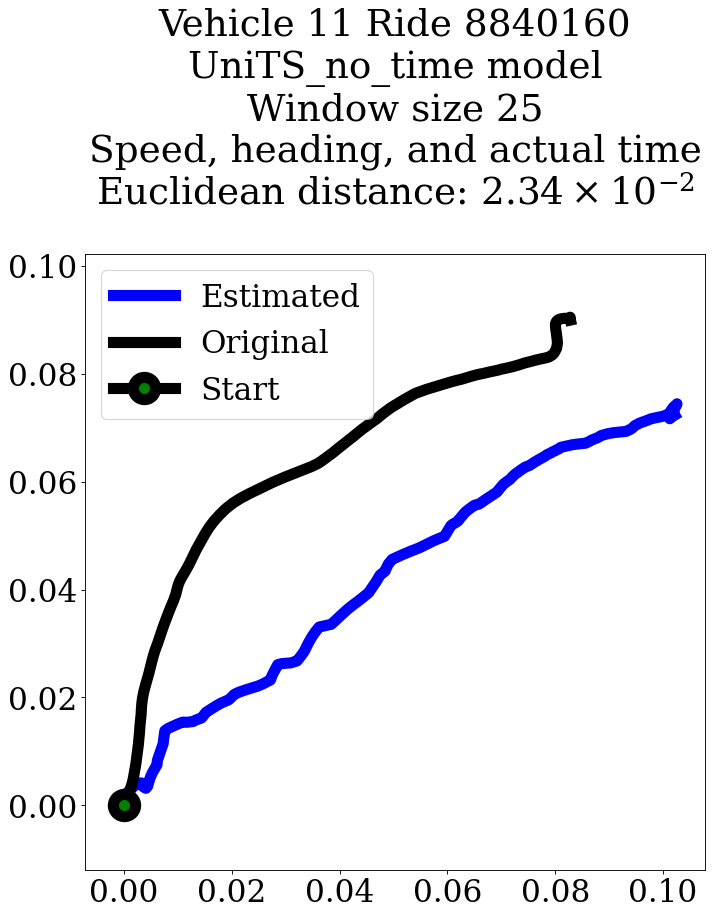 Vehicle 11 Ride 8840160
UniTS_no_time model
Window size 25
Speed, heading, and actual time
Euclidean distance: 2.34 × 10⁻²
0.10
Estimated
Original
Start
0.08
0.06
0.04
0.02
0.00
0.00 0.02 0.04 0.06 0.08 0.10